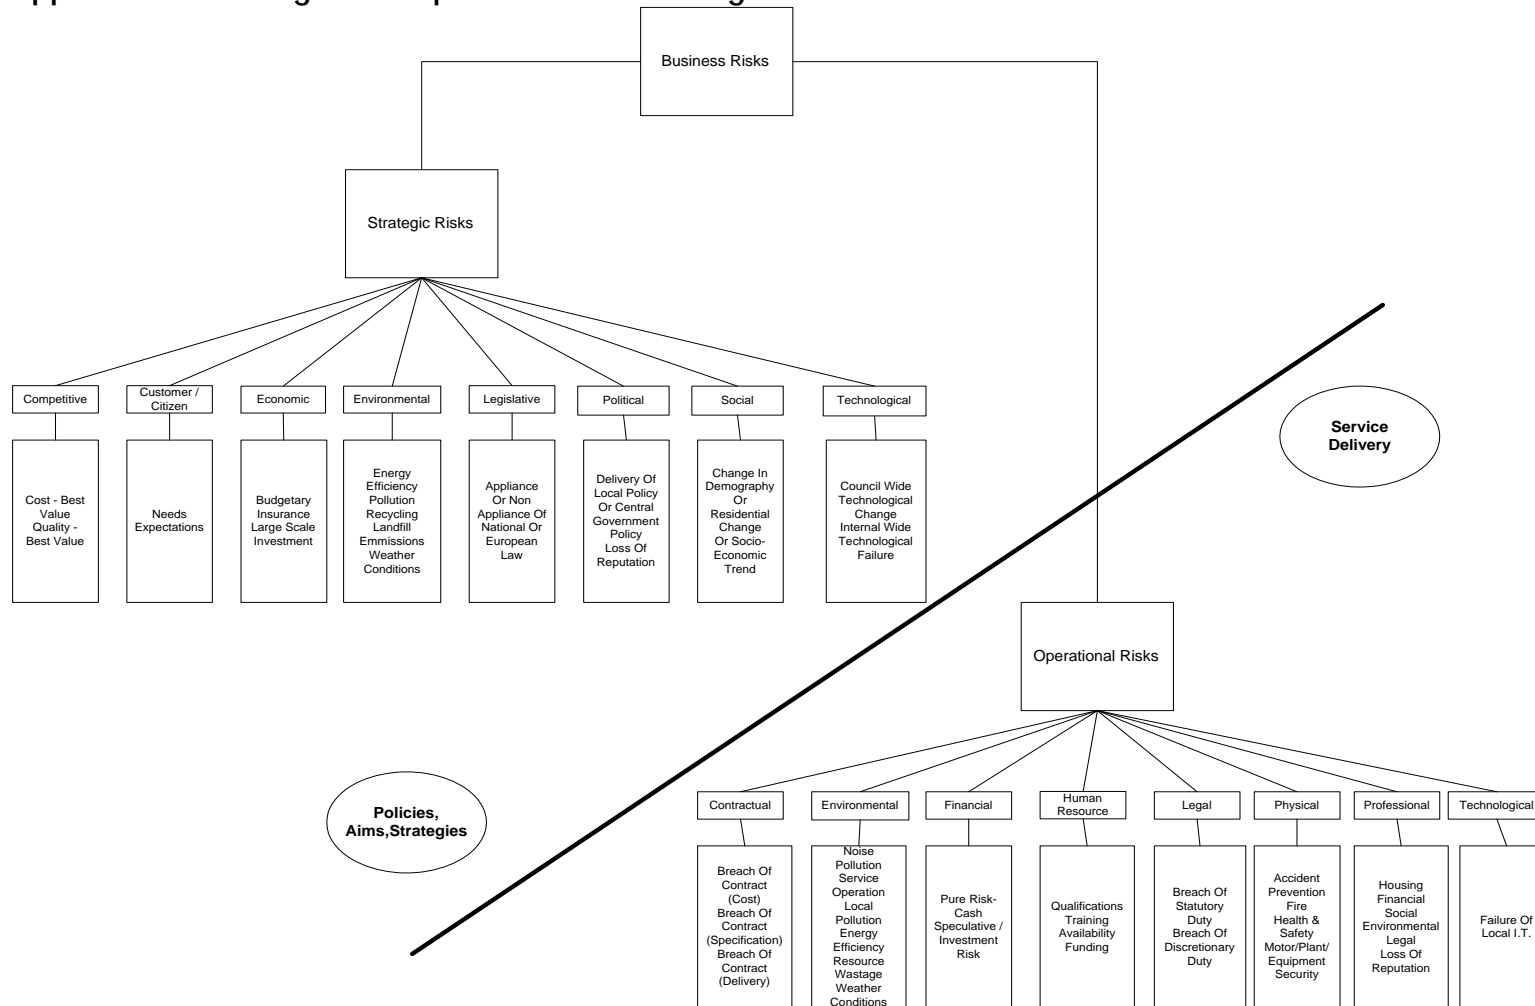 Business Risks
Strategic Risks
Competitive
Customer /
Citizen
Economic
Environmental
Legislative
Political
Social
Technological
Cost - Best
Value
Quality -
Best Value
Needs
Expectations
Budgetary
Insurance
Large Scale
Investment
Energy
Efficiency
Pollution
Recycling
Landfill
Emmissions
Weather
Conditions
Appliance
Or Non
Appliance Of
National Or
European
Law
Delivery Of
Local Policy
Or Central
Government
Policy
Loss Of
Reputation
Change In
Demography
Or
Residential
Change
Or Socio-
Economic
Trend
Council Wide
Technological
Change
Internal Wide
Technological
Failure
Service
Delivery
Operational Risks
Policies,
Aims,Strategies
Contractual
Environmental
Financial
Human
Resource
Legal
Physical
Professional
Technological
Breach Of
Contract
(Cost)
Breach Of
Contract
(Specification)
Breach Of
Contract
(Delivery)
Noise
Pollution
Service
Operation
Local
Pollution
Energy
Efficiency
Resource
Wastage
Weather
Conditions
Pure Risk-
Cash
Speculative /
Investment
Risk
Qualifications
Training
Availability
Funding
Breach Of
Statutory
Duty
Breach Of
Discretionary
Duty
Accident
Prevention
Fire
Health &
Safety
Motor/Plant/
Equipment
Security
Housing
Financial
Social
Environmental
Legal
Loss Of
Reputation
Failure Of
Local I.T.